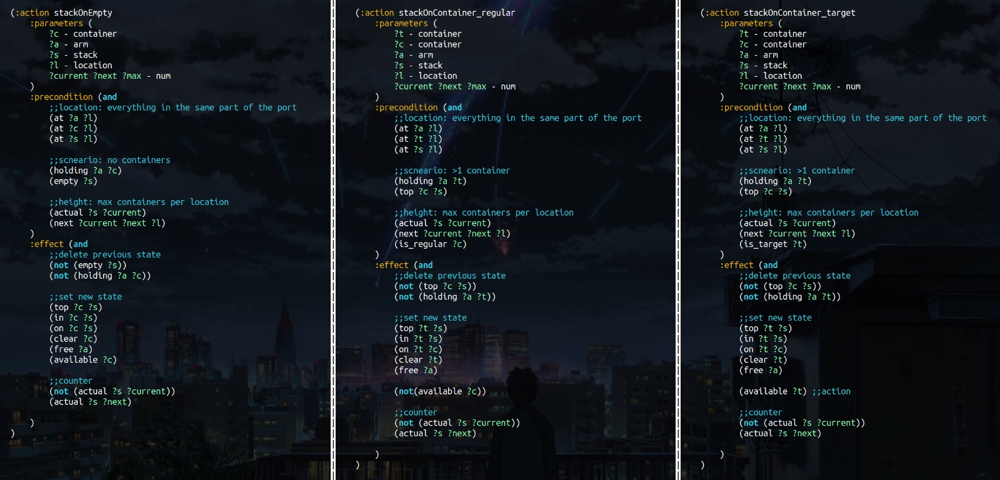 (:action stackOnEmpty
    :parameters (
        ?c - container
        ?a - arm
        ?s - stack
        ?l - location
        ?current ?next ?max - num
    )
    :precondition (and
        ;;location: everything in the same part of the port
        (at ?a ?l)
        (at ?c ?l)
        (at ?s ?l)

        ;;scneario: no containers
        (holding ?a ?c)
        (empty ?s)

        ;;height: max containers per location
        (actual ?s ?current)
        (next ?current ?next ?l)
    )
    :effect (and
        ;;delete previous state
        (not (empty ?s))
        (not (holding ?a ?c))

        ;;set new state
        (top ?c ?s)
        (in ?c ?s)
        (on ?c ?s)
        (clear ?c)
        (free ?a)
        (available ?c)

        ;;counter
        (not (actual ?s ?current))
        (actual ?s ?next)

    )
)
(:action stackOnContainer_regular
    :parameters (
        ?t - container
        ?c - container
        ?a - arm
        ?s - stack
        ?l - location
        ?current ?next ?max - num
    )
    :precondition (and
        ;;location: everything in the same part of the port
        (at ?a ?l)
        (at ?t ?l)
        (at ?s ?l)

        ;;scneario: >1 container
        (holding ?a ?t)
        (top ?c ?s)

        ;;height: max containers per location
        (actual ?s ?current)
        (next ?current ?next ?l)
        (is_regular ?c)
    )
    :effect (and
        ;;delete previous state
        (not (top ?c ?s))
        (not (holding ?a ?t))

        ;;set new state
        (top ?t ?s)
        (in ?t ?s)
        (on ?t ?c)
        (clear ?t)
        (free ?a)

        (not(available ?c))

        ;;counter
        (not (actual ?s ?current))
        (actual ?s ?next)

    )
)
(:action stackOnContainer_target
    :parameters (
        ?t - container
        ?c - container
        ?a - arm
        ?s - stack
        ?l - location
        ?current ?next ?max - num
    )
    :precondition (and
        ;;location: everything in the same part of the port
        (at ?a ?l)
        (at ?t ?l)
        (at ?s ?l)

        ;;scneario: >1 container
        (holding ?a ?t)
        (top ?c ?s)

        ;;height: max containers per location
        (actual ?s ?current)
        (next ?current ?next ?l)
        (is_target ?t)
    )
    :effect (and
        ;;delete previous state
        (not (top ?c ?s))
        (not (holding ?a ?t))

        ;;set new state
        (top ?t ?s)
        (in ?t ?s)
        (on ?t ?c)
        (clear ?t)
        (free ?a)

        (available ?t) ;;action

        ;;counter
        (not (actual ?s ?current))
        (actual ?s ?next)

    )
)